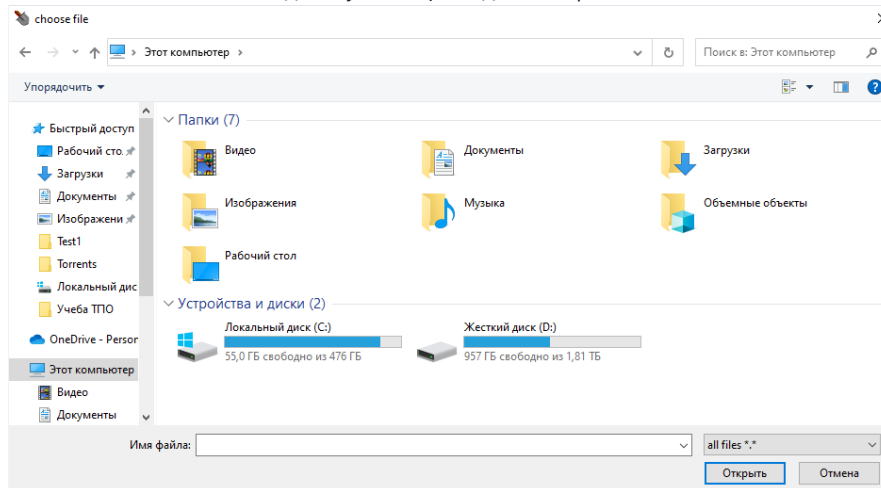 choose file
Этот компьютер
Поиск в: Этот компьютер
Упорядочить
Быстрый доступ
Рабочий сто.
Загрузки
Документы
Изображени
Test1
Torrents
Локальный дис
Учеба ТПО
OneDrive - Person
Этот компьютер
Видео
Документы
Папки (7)
Видео
Документы
Загрузки
Изображения
Музыка
Объемные объекты
Рабочий стол
Устройства и диски (2)
Локальный диск (C:)
55,0 ГБ свободно из 476 ГБ
Жесткий диск (D:)
957 ГБ свободно из 1,81 ТБ
Имя файла:
all files *.*
Открыть
Отмена